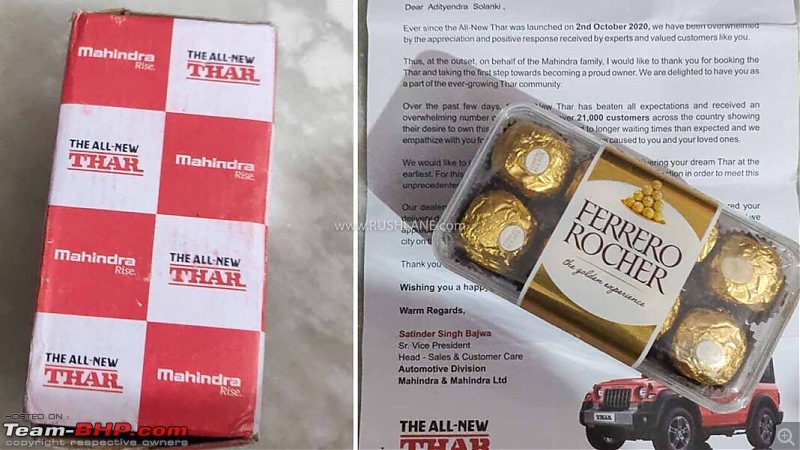 Mahindra
Rise.
THE ALL-NEW
THAR
THE ALL-NEW
THAR
Mahindra
Rise.
Mahindra
Rise.
THE ALL-NEW
THAR
THE ALL-NEW
THAR
Mahindra
Rise.
HOSTED ON :
Team-BHP.com
copyright respective owners
WWW.RUSHLANE.COM
Dear Adityendra Solanki ,
Ever since the All-New Thar was launched on 2nd October 2020, we have been overwhelmed
by the appreciation and positive response received by experts and valued customers like you.
Thus, at the outset, on behalf of the Mahindra family, I would like to thank you for booking the
Thar and taking the first step towards becoming a proud owner. We are delighted to have you as
a part of the ever-growing Thar community.
Over the past few days, New Thar has beaten all expectations and received an
overwhelming number 21,000 customers across the country showing
their desire to own this to longer waiting times than expected and we
empathize with you caused to you and your loved ones.
We would like to your dream Thar at the
earliest. For this in order to meet this
unprecedented
Our dealer your
delivery
city on
Thank you
Wishing you a happy
Warm Regards,
Satinder Singh Bajwa
Sr. Vice President
Head - Sales & Customer Care
Automotive Division
Mahindra & Mahindra Ltd
THE ALL-NEW
THAR
FERRERO
ROCHER
the golden experience
THAR